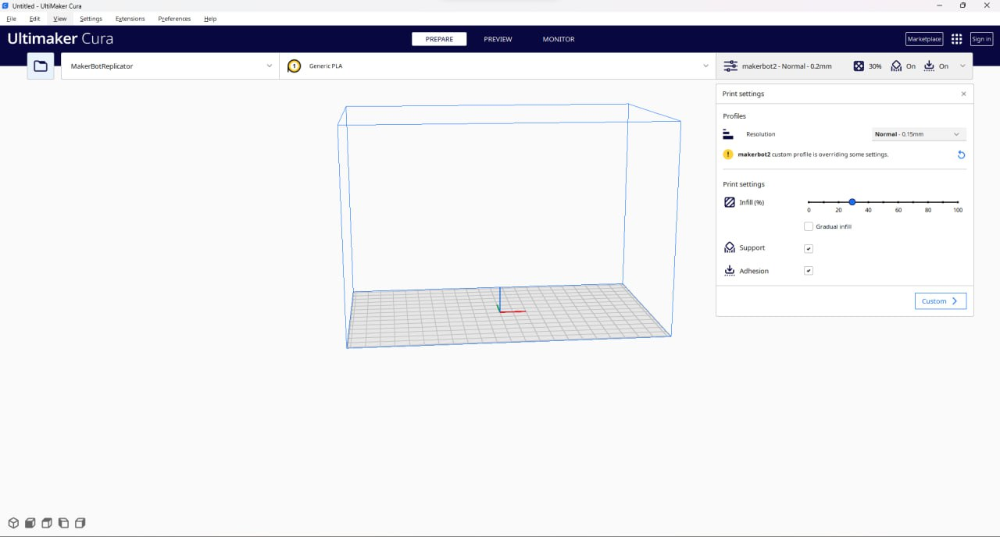 Untitled - UltiMaker Cura
File Edit View Settings Extensions Preferences Help
Ultimaker Cura
PREPARE PREVIEW MONITOR
Marketplace Sign in
MakerBotReplicator
1 Generic PLA
makerbot2 - Normal - 0.2mm 30% On On
Print settings
Profiles
Resolution Normal - 0.15mm
! makerbot2 custom profile is overriding some settings.
Print settings
Infill (%)
0 20 40 60 80 100
Gradual infill
Support
Adhesion
Custom